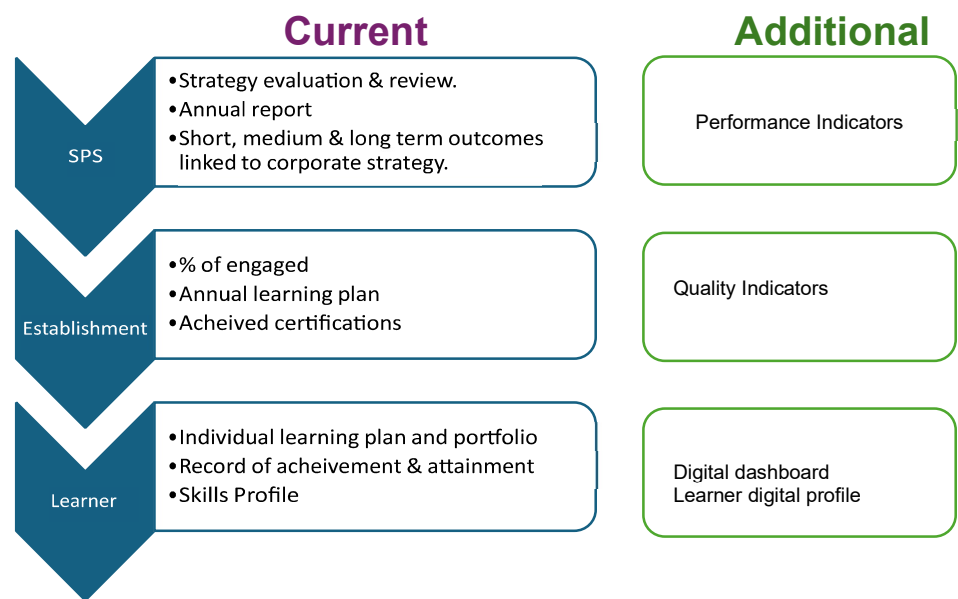 Current
Additional
SPS
•Strategy evaluation & review.
•Annual report
•Short, medium & long term outcomes
linked to corporate strategy.
Performance Indicators
Establishment
•% of engaged
•Annual learning plan
•Acheived certifications
Quality Indicators
Learner
•Individual learning plan and portfolio
•Record of acheivement & attainment
•Skills Profile
Digital dashboard
Learner digital profile